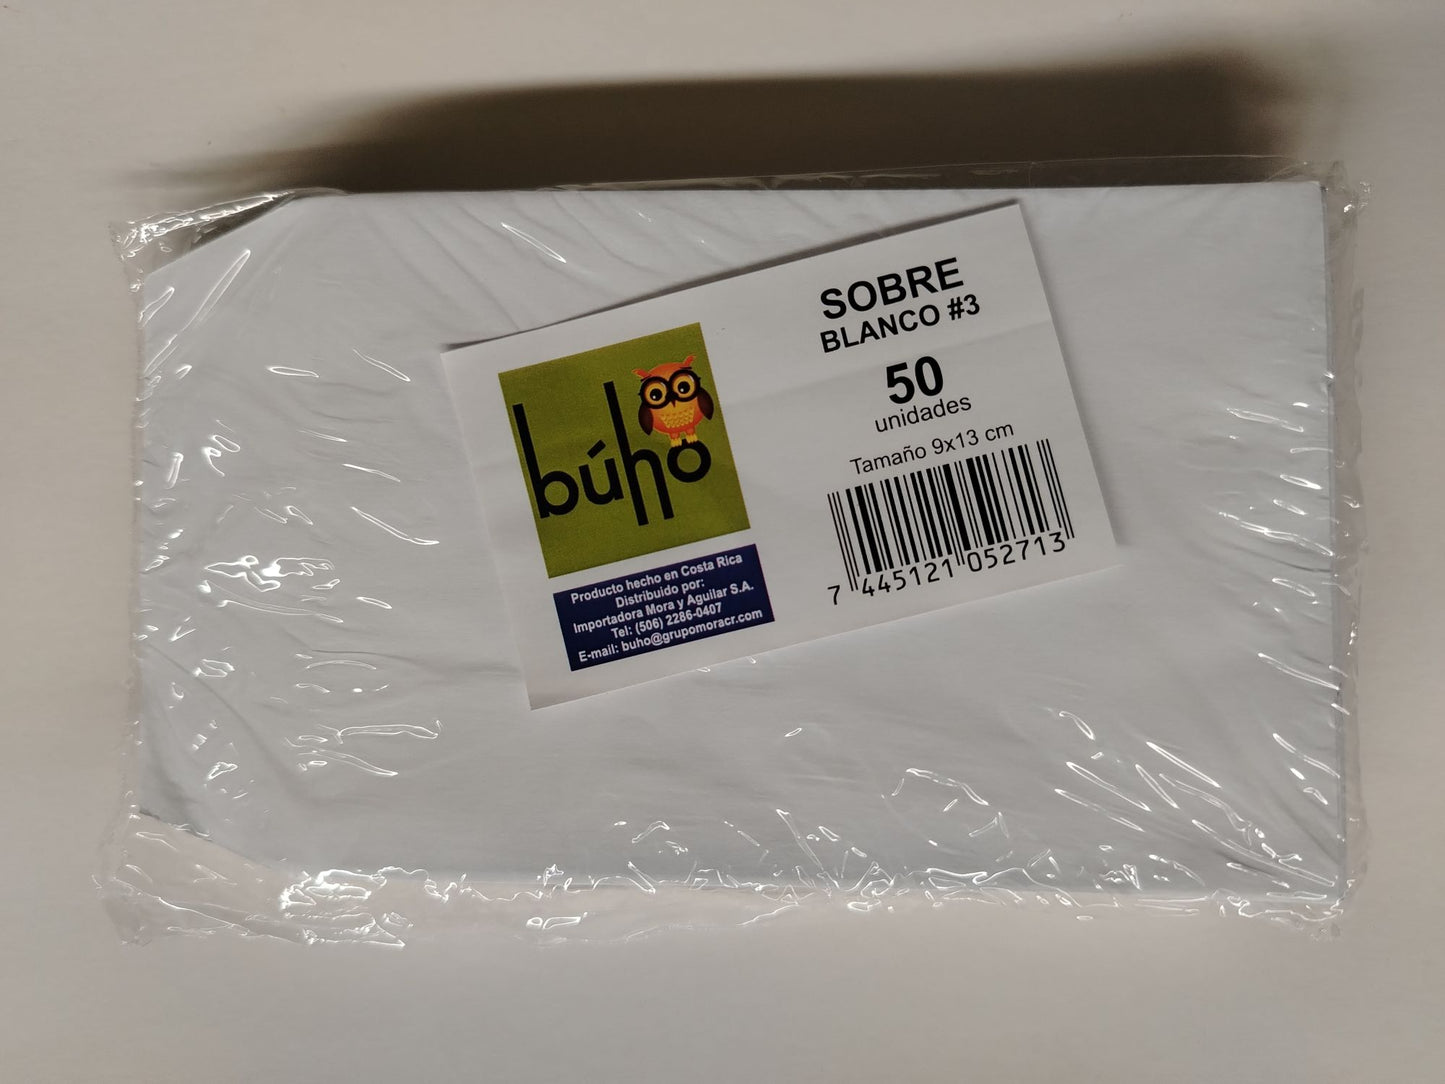 SOBRE
BLANCO #3
50
unidades
Tamaño 9x13 cm
7 445121 052713
búho
Producto hecho en Costa Rica
Distribuido por:
Importadora Mora y Aguilar S.A.
Tel: (506) 2286-0407
E-mail: buho@grupomoracr.com